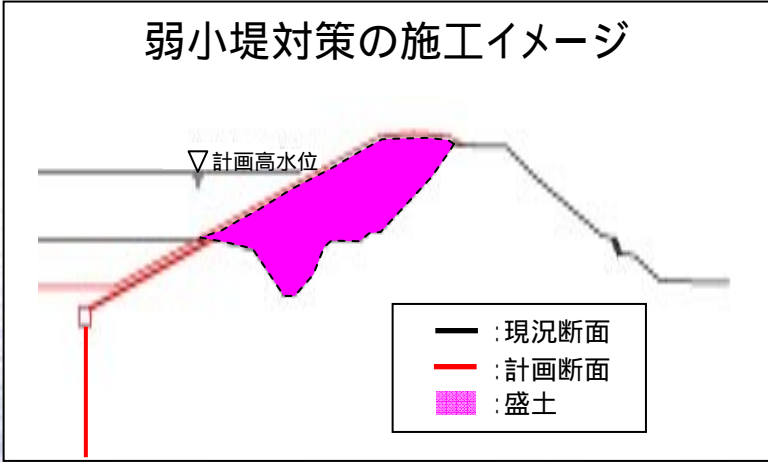 弱小堤対策の施工イメージ
▽計画高水位
:現況断面
:計画断面
:盛土